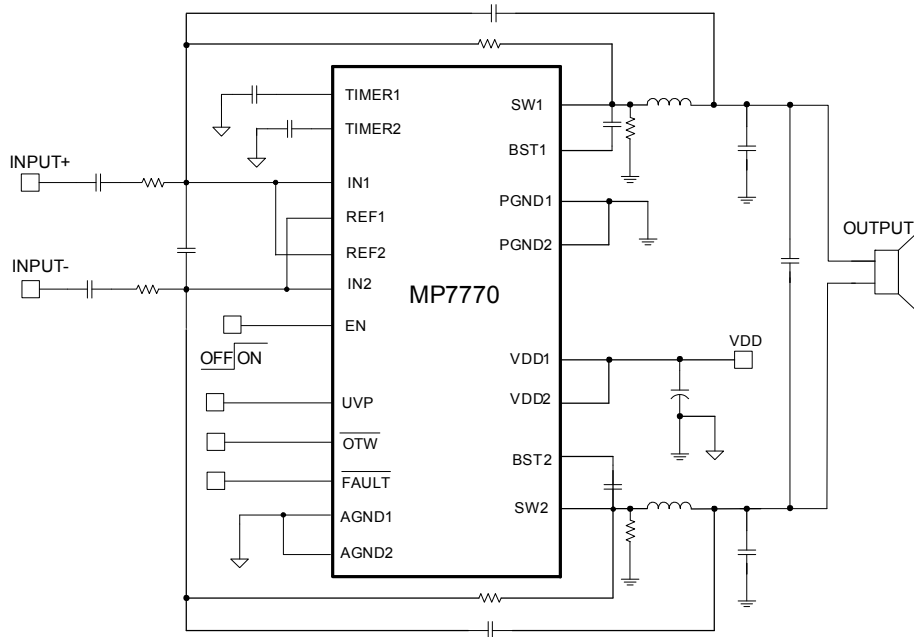 TIMER1
TIMER2
IN1
REF1
REF2
IN2
EN
UVP
OTW
FAULT
AGND1
AGND2
MP7770
SW1
BST1
PGND1
PGND2
VDD1
VDD2
BST2
SW2
INPUT+
INPUT-
OFF ON
VDD
OUTPUT